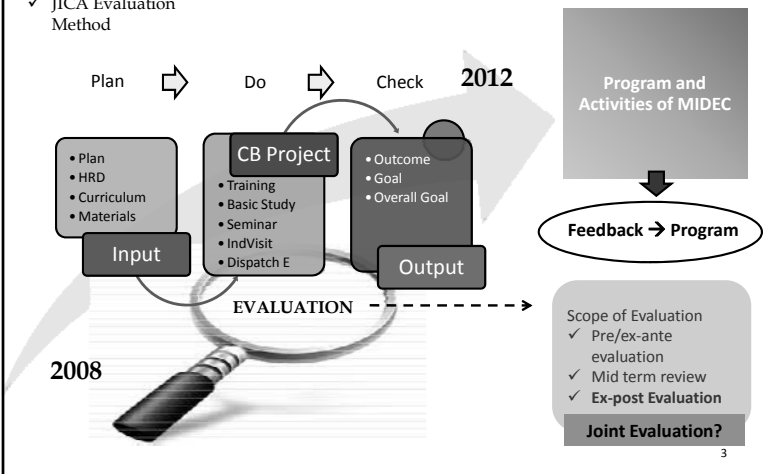 ✓ JICA Evaluation
Method
Plan
Do
Check
2012
Program and
Activities of MIDEC
• Plan
• HRD
• Curriculum
• Materials
Input
CB Project
• Training
• Basic Study
• Seminar
• IndVisit
• Dispatch E
• Outcome
• Goal
• Overall Goal
Output
Feedback → Program
EVALUATION
2008
Scope of Evaluation
✓ Pre/ex-ante
evaluation
✓ Mid term review
✓ Ex-post Evaluation
Joint Evaluation?
3